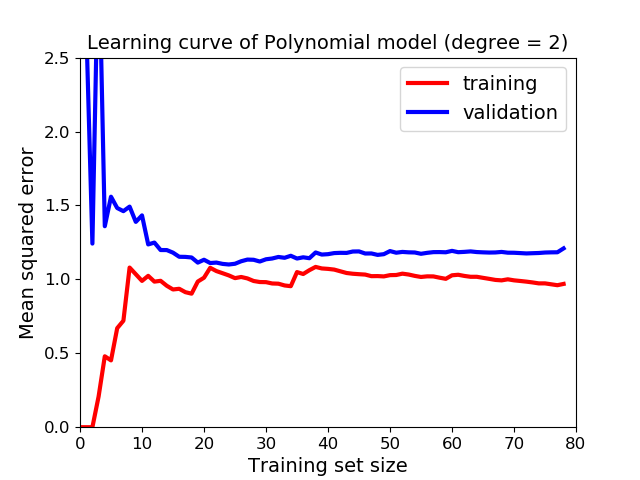 Learning curve of Polynomial model (degree = 2)
2.5
2.0
1.5
1.0
0.5
0.0
Mean squared error
training
validation
0 10 20 30 40 50 60 70 80
Training set size